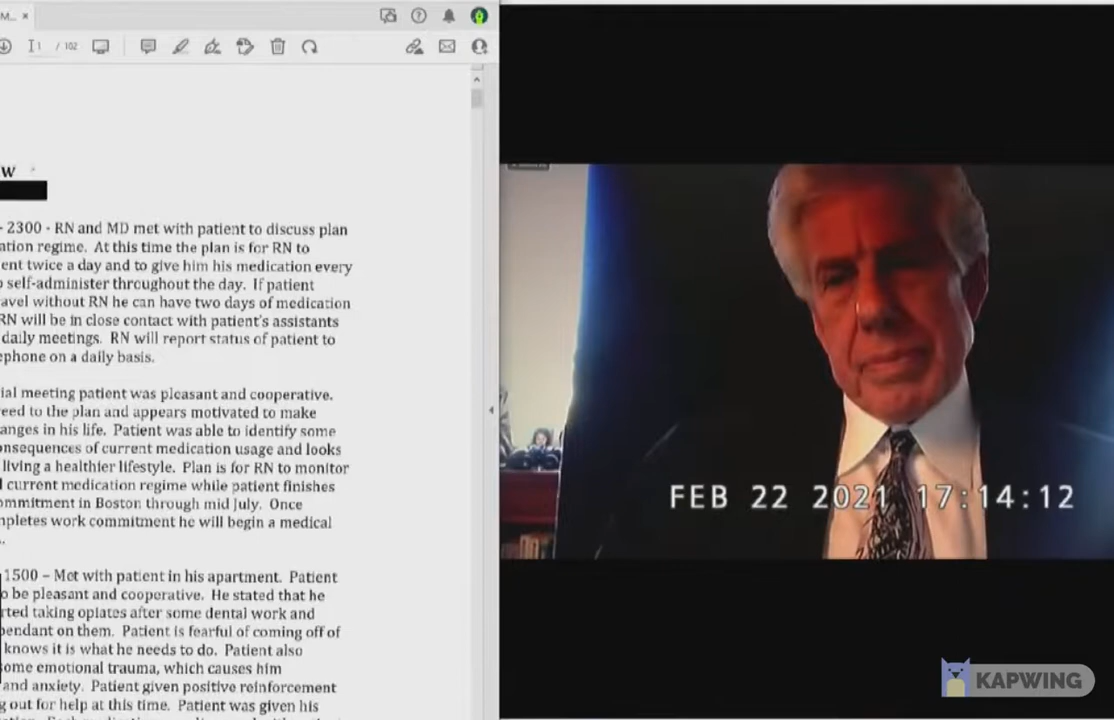 M...
1 / 102
W
- 2300 - RN and MD met with patient to discuss plan
ation regime. At this time the plan is for RN to
ent twice a day and to give him his medication every
o self-administer throughout the day. If patient
avel without RN he can have two days of medication
RN will be in close contact with patient's assistants
daily meetings. RN will report status of patient to
ephone on a daily basis.
ial meeting patient was pleasant and cooperative.
eed to the plan and appears motivated to make
anges in his life. Patient was able to identify some
onsequences of current medication usage and looks
living a healthier lifestyle. Plan is for RN to monitor
l current medication regime while patient finishes
ommitment in Boston through mid July. Once
mpletes work commitment he will begin a medical
1500 – Met with patient in his apartment. Patient
o be pleasant and cooperative. He stated that he
rted taking opiates after some dental work and
pendant on them. Patient is fearful of coming off of
knows it is what he needs to do. Patient also
ome emotional trauma, which causes him
and anxiety. Patient given positive reinforcement
g out for help at this time. Patient was given his
FEB 22 2021 17:14:12
KAPWING